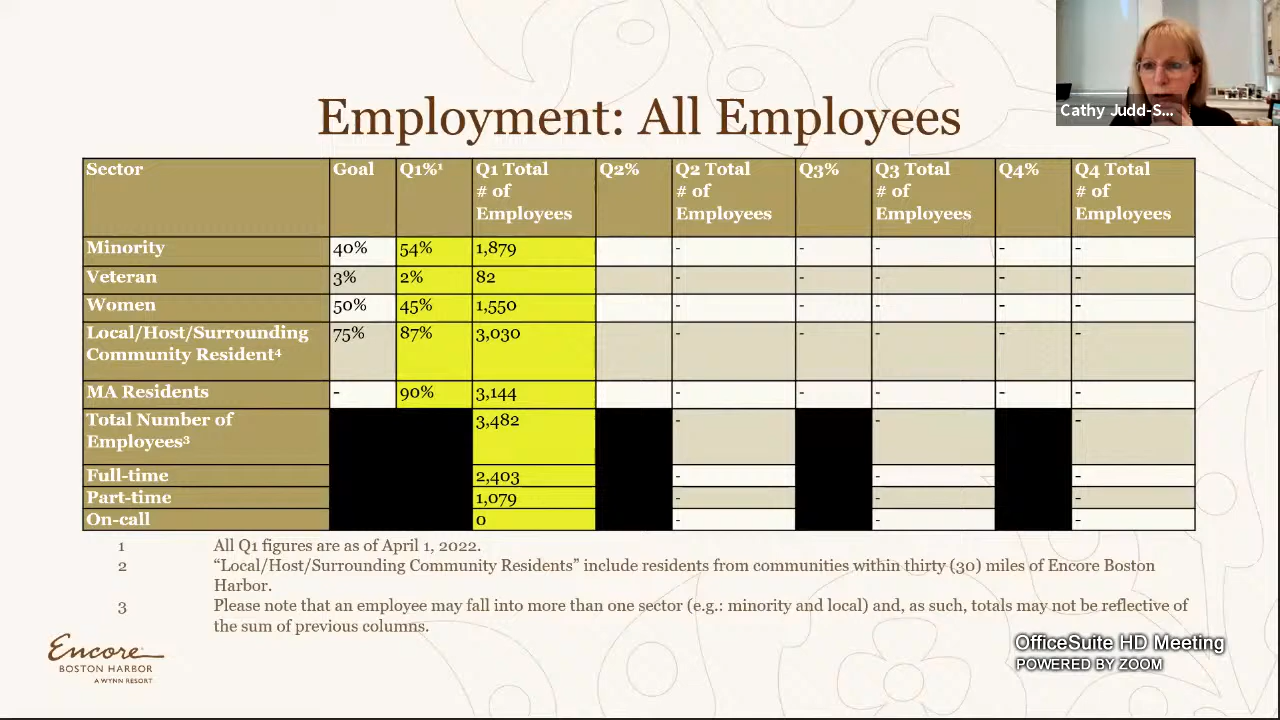 Cathy Judd-S...
Employment: All Employees
Sector Goal Q1%¹ Q1 Total # of Employees Q2% Q2 Total # of Employees Q3% Q3 Total # of Employees Q4% Q4 Total # of Employees
Minority 40% 54% 1,879 - - - - -
Veteran 3% 2% 82 - - - - -
Women 50% 45% 1,550 - - - - -
Local/Host/Surrounding Community Resident⁴ 75% 87% 3,030 - - - - -
MA Residents - 90% 3,144 - - - - -
Total Number of Employees³ 3,482 - - -
Full-time 2,403 - - -
Part-time 1,079 - - -
On-call 0 - - -
1 All Q1 figures are as of April 1, 2022.
2 “Local/Host/Surrounding Community Residents” include residents from communities within thirty (30) miles of Encore Boston
Harbor.
3 Please note that an employee may fall into more than one sector (e.g.: minority and local) and, as such, totals may not be reflective of
the sum of previous columns.
Encore
BOSTON HARBOR
A WYNN RESORT
OfficeSuite HD Meeting
POWERED BY ZOOM